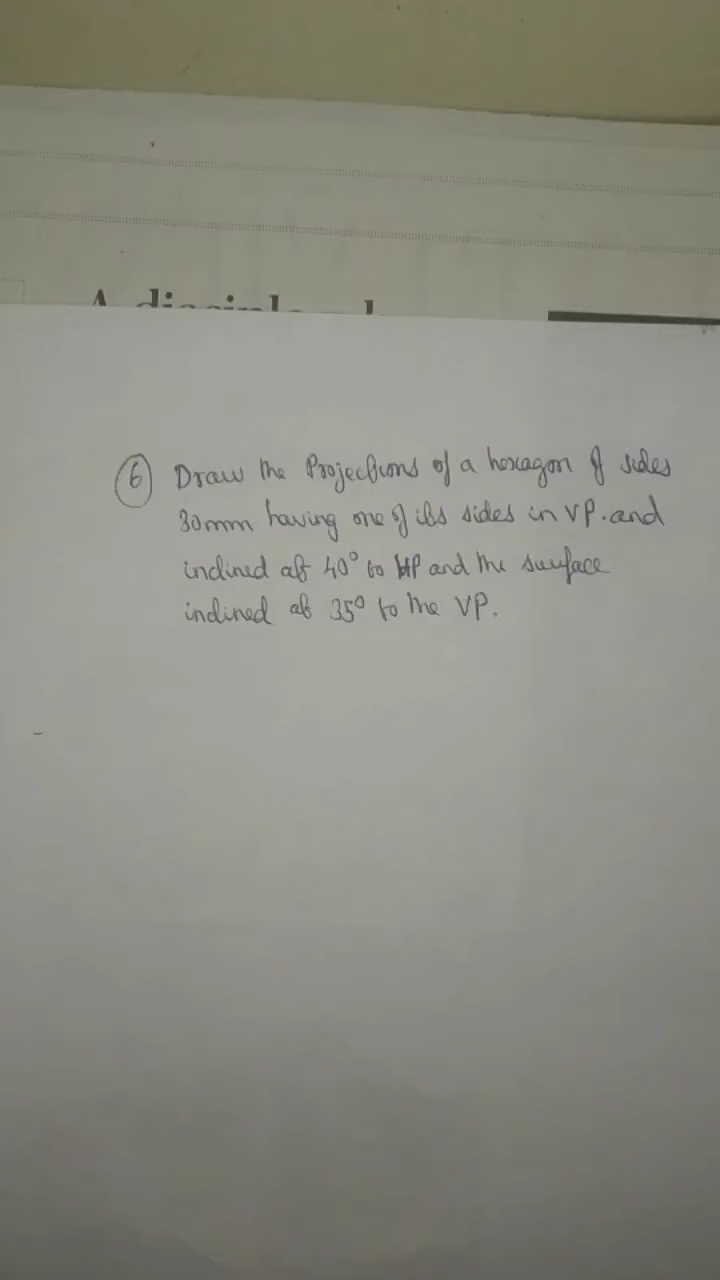 6 Draw the Projections of a hexagon of sides
30mm having one of its sides in VP. and
inclined at 40° to HP and the surface
inclined at 35° to the VP.